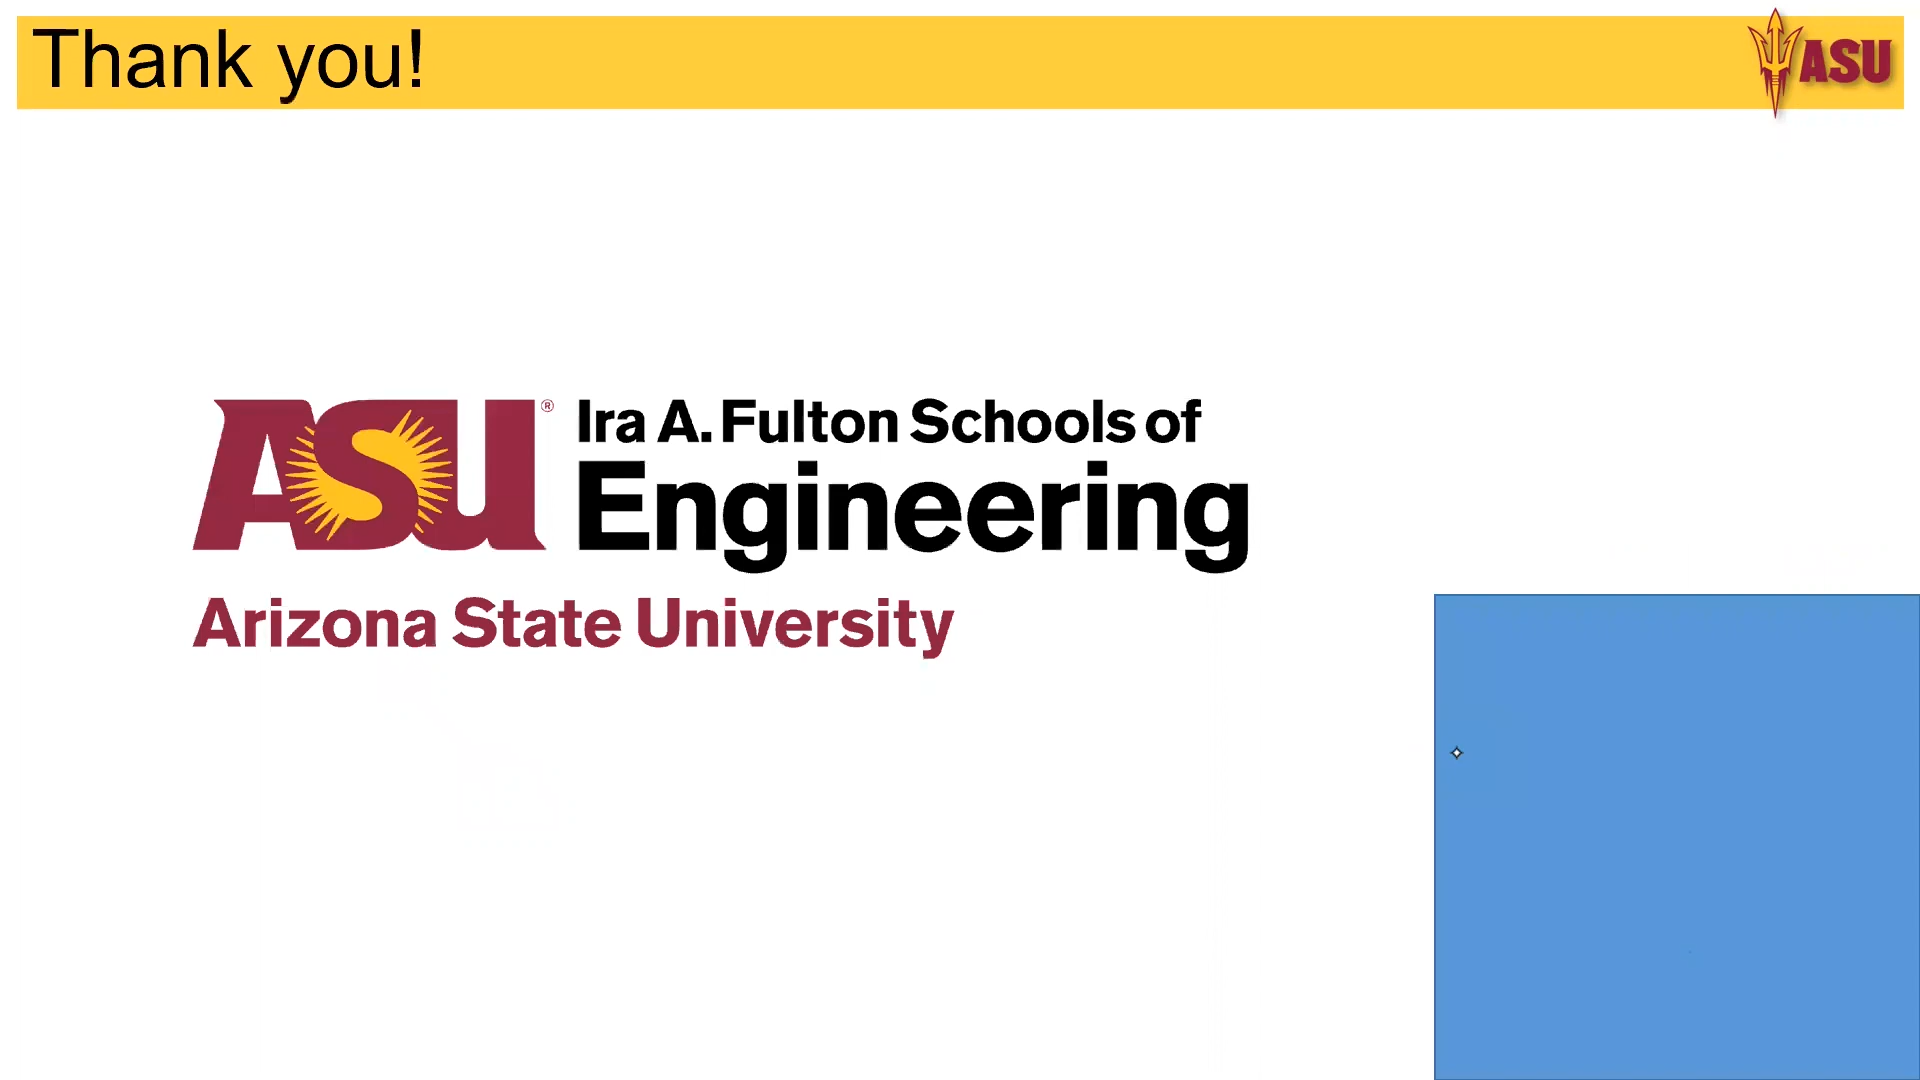 Thank you!
ASU
ASU® Ira A. Fulton Schools of
Engineering
Arizona State University